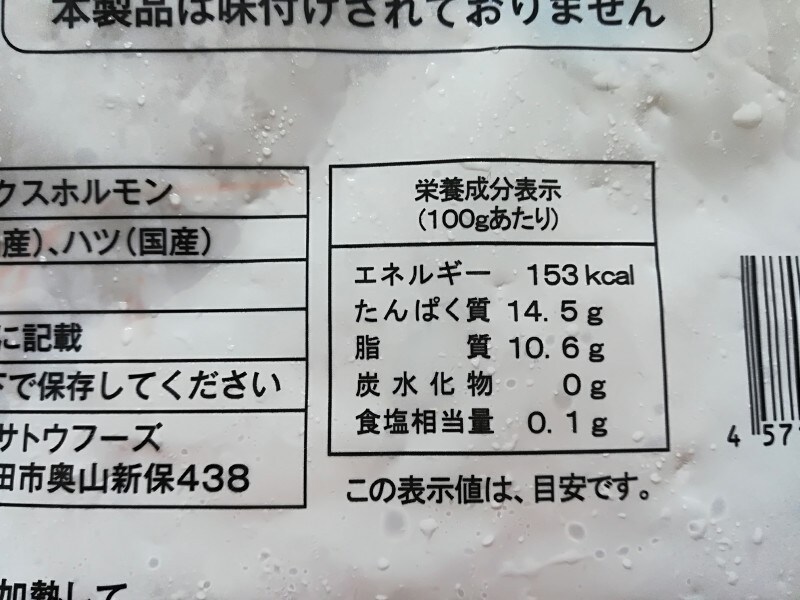 本製品は味付けされておりません
クスホルモン
産)、ハツ(国産)
に記載
下で保存してください
サトウフーズ
田市奥山新保438
栄養成分表示
(100gあたり)
エネルギー 153kcal
たんぱく質 14.5g
脂質 10.6g
炭水化物 0g
食塩相当量 0.1g
この表示値は、目安です。
4 571
加熱して